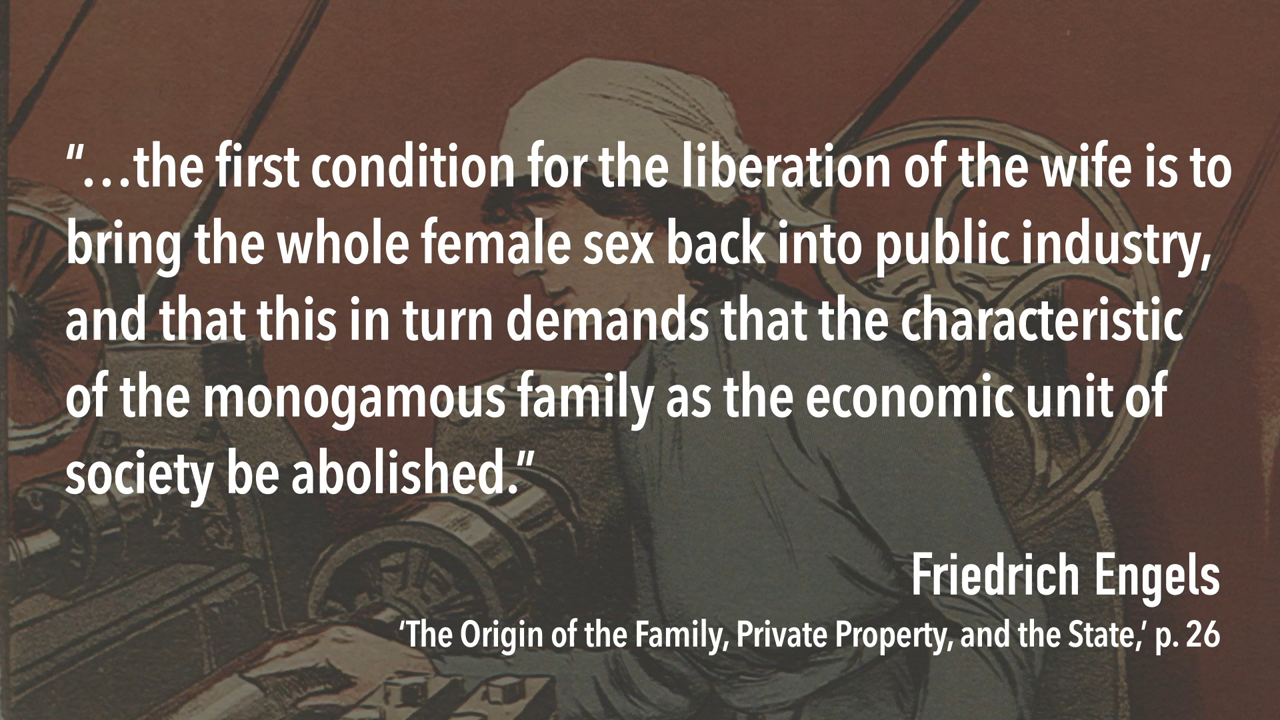 “…the first condition for the liberation of the wife is to
bring the whole female sex back into public industry,
and that this in turn demands that the characteristic
of the monogamous family as the economic unit of
society be abolished.”
Friedrich Engels
‘The Origin of the Family, Private Property, and the State,’ p. 26